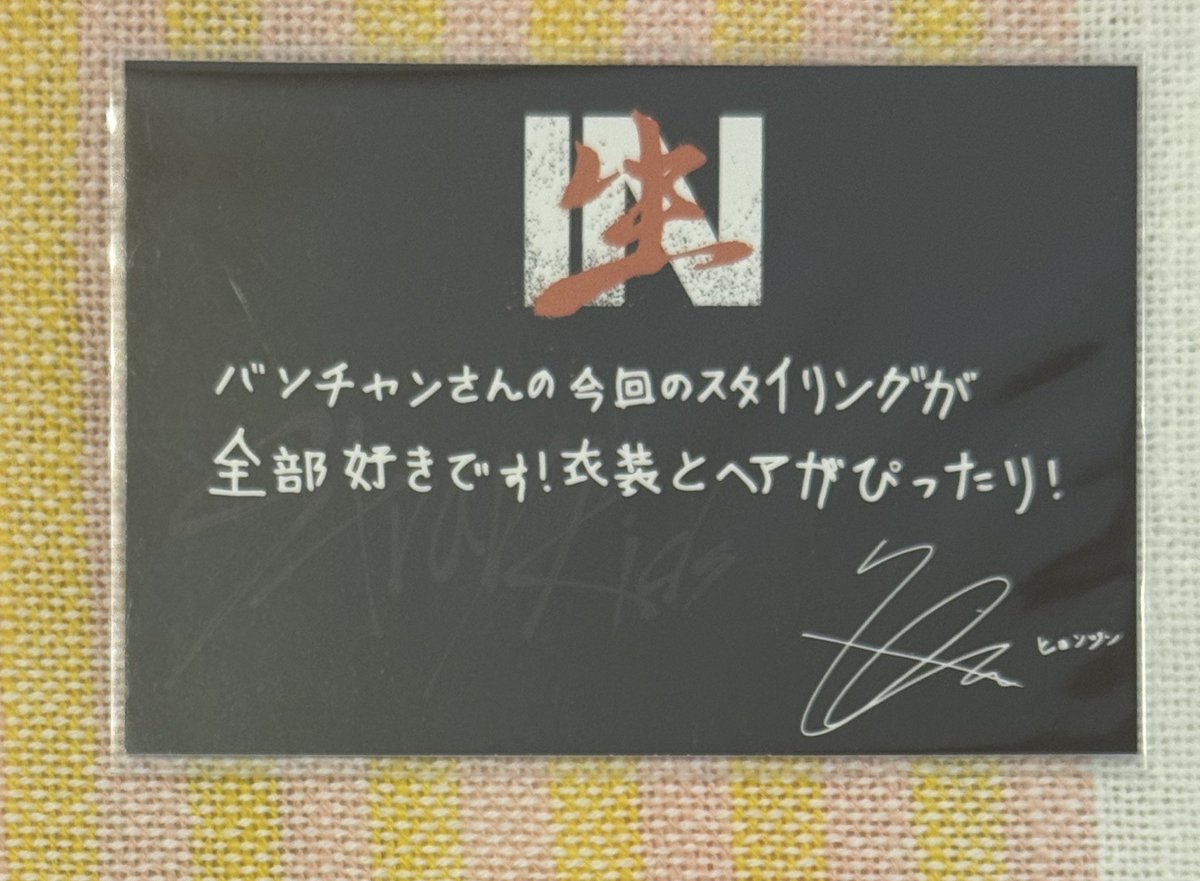 IN生
バンチャンさんの今回のスタイリングが
全部好きです!衣装とヘアがぴったり!
Stray Kids
ヒョンジン